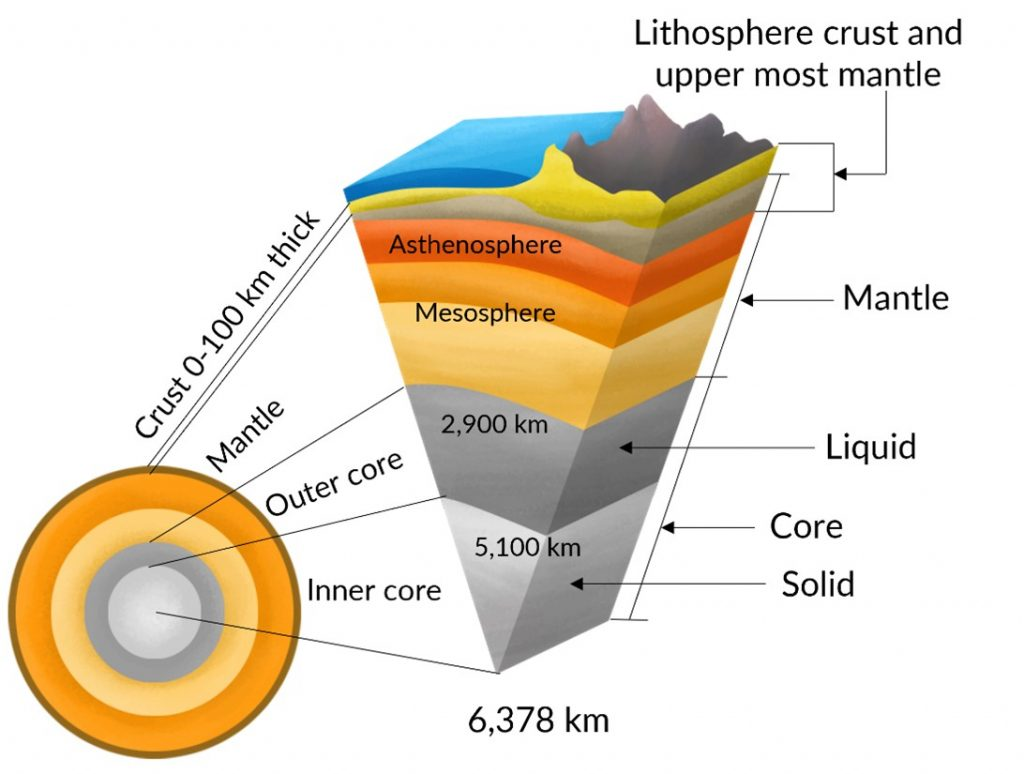 Lithosphere crust and
upper most mantle
Crust 0-100 km thick
Asthenosphere
Mesosphere
Mantle
Mantle
Outer core
2,900 km
Liquid
Core
5,100 km
Solid
Inner core
6,378 km